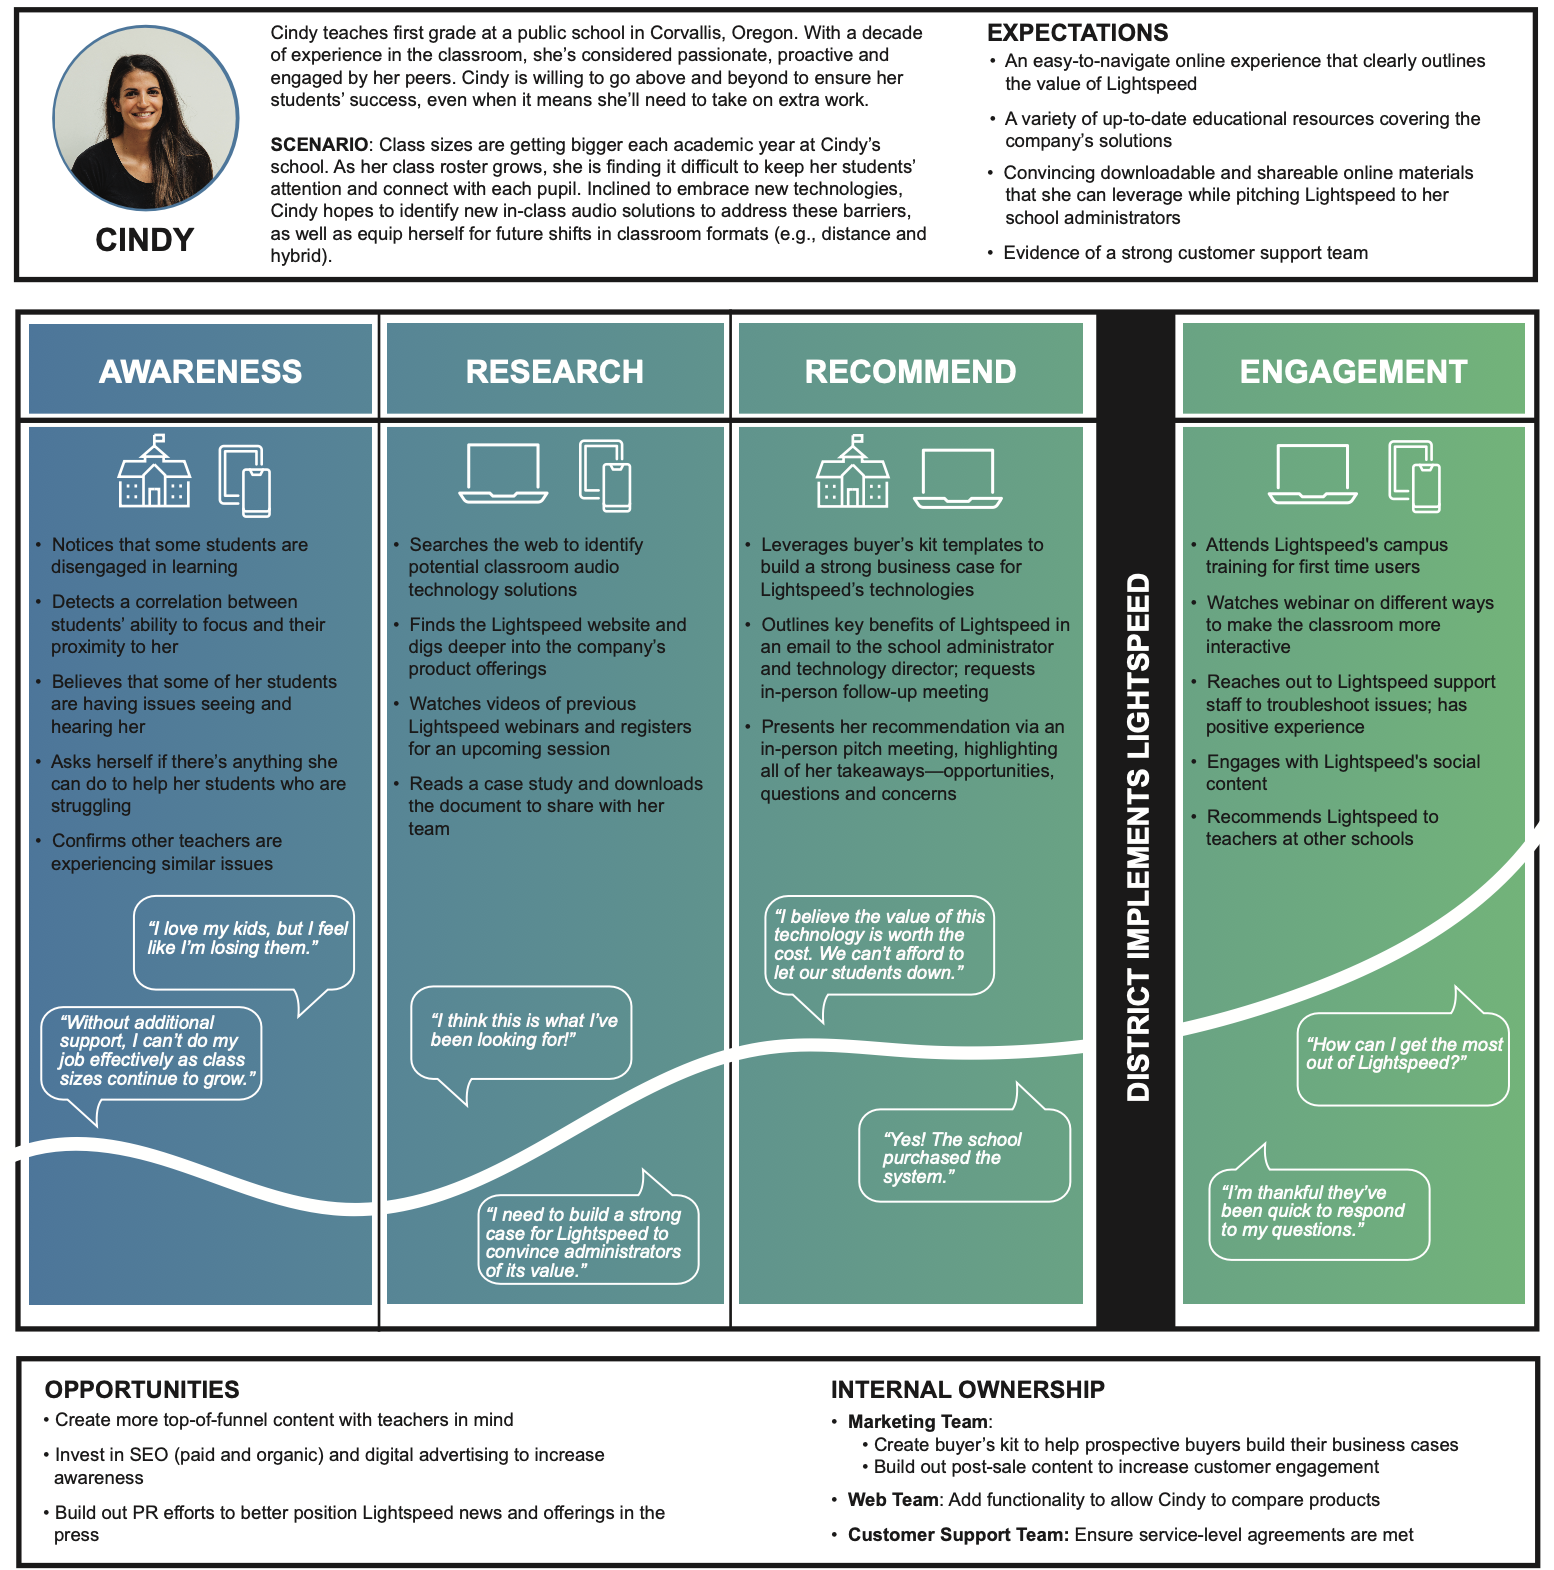 Cindy teaches first grade at a public school in Corvallis, Oregon. With a decade
of experience in the classroom, she’s considered passionate, proactive and
engaged by her peers. Cindy is willing to go above and beyond to ensure her
students’ success, even when it means she’ll need to take on extra work.
SCENARIO: Class sizes are getting bigger each academic year at Cindy’s
school. As her class roster grows, she is finding it difficult to keep her students’
attention and connect with each pupil. Inclined to embrace new technologies,
Cindy hopes to identify new in-class audio solutions to address these barriers,
as well as equip herself for future shifts in classroom formats (e.g., distance and
hybrid).
CINDY
EXPECTATIONS
• An easy-to-navigate online experience that clearly outlines
the value of Lightspeed
• A variety of up-to-date educational resources covering the
company’s solutions
• Convincing downloadable and shareable online materials
that she can leverage while pitching Lightspeed to her
school administrators
• Evidence of a strong customer support team
AWARENESS
• Notices that some students are
disengaged in learning
• Detects a correlation between
students’ ability to focus and their
proximity to her
• Believes that some of her students
are having issues seeing and
hearing her
• Asks herself if there’s anything she
can do to help her students who are
struggling
• Confirms other teachers are
experiencing similar issues
“I love my kids, but I feel
like I’m losing them.”
“Without additional
support, I can’t do my
job effectively as class
sizes continue to grow.”
RESEARCH
• Searches the web to identify
potential classroom audio
technology solutions
• Finds the Lightspeed website and
digs deeper into the company’s
product offerings
• Watches videos of previous
Lightspeed webinars and registers
for an upcoming session
• Reads a case study and downloads
the document to share with her
team
“I think this is what I’ve
been looking for!”
“I need to build a strong
case for Lightspeed to
convince administrators
of its value.”
RECOMMEND
• Leverages buyer’s kit templates to
build a strong business case for
Lightspeed’s technologies
• Outlines key benefits of Lightspeed in
an email to the school administrator
and technology director; requests
in-person follow-up meeting
• Presents her recommendation via an
in-person pitch meeting, highlighting
all of her takeaways—opportunities,
questions and concerns
“I believe the value of this
technology is worth the
cost. We can’t afford to
let our students down.”
“Yes! The school
purchased the
system.”
DISTRICT IMPLEMENTS LIGHTSPEED
ENGAGEMENT
• Attends Lightspeed's campus
training for first time users
• Watches webinar on different ways
to make the classroom more
interactive
• Reaches out to Lightspeed support
staff to troubleshoot issues; has
positive experience
• Engages with Lightspeed's social
content
• Recommends Lightspeed to
teachers at other schools
“How can I get the most
out of Lightspeed?”
“I’m thankful they’ve
been quick to respond
to my questions.”
OPPORTUNITIES
• Create more top-of-funnel content with teachers in mind
• Invest in SEO (paid and organic) and digital advertising to increase
awareness
• Build out PR efforts to better position Lightspeed news and offerings in the
press
INTERNAL OWNERSHIP
• Marketing Team:
• Create buyer’s kit to help prospective buyers build their business cases
• Build out post-sale content to increase customer engagement
• Web Team: Add functionality to allow Cindy to compare products
• Customer Support Team: Ensure service-level agreements are met